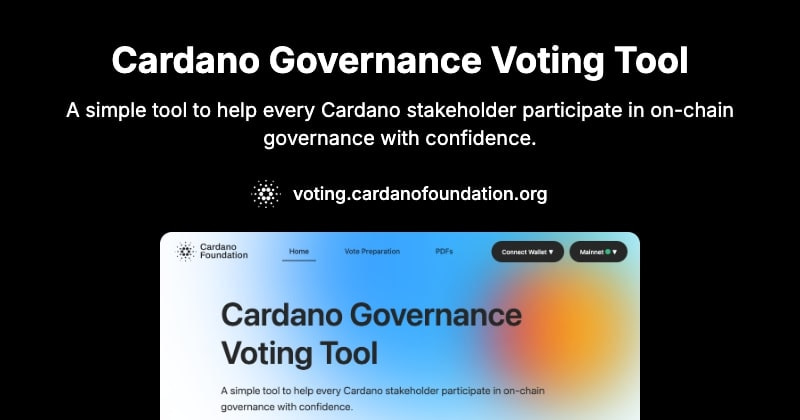 Cardano Governance Voting Tool
A simple tool to help every Cardano stakeholder participate in on-chain
governance with confidence.
voting.cardanofoundation.org
Cardano
Foundation
Home
Vote Preparation
PDFs
Connect Wallet ▼
Mainnet ▼
Cardano Governance
Voting Tool
A simple tool to help every Cardano stakeholder participate in on-chain
governance with confidence.